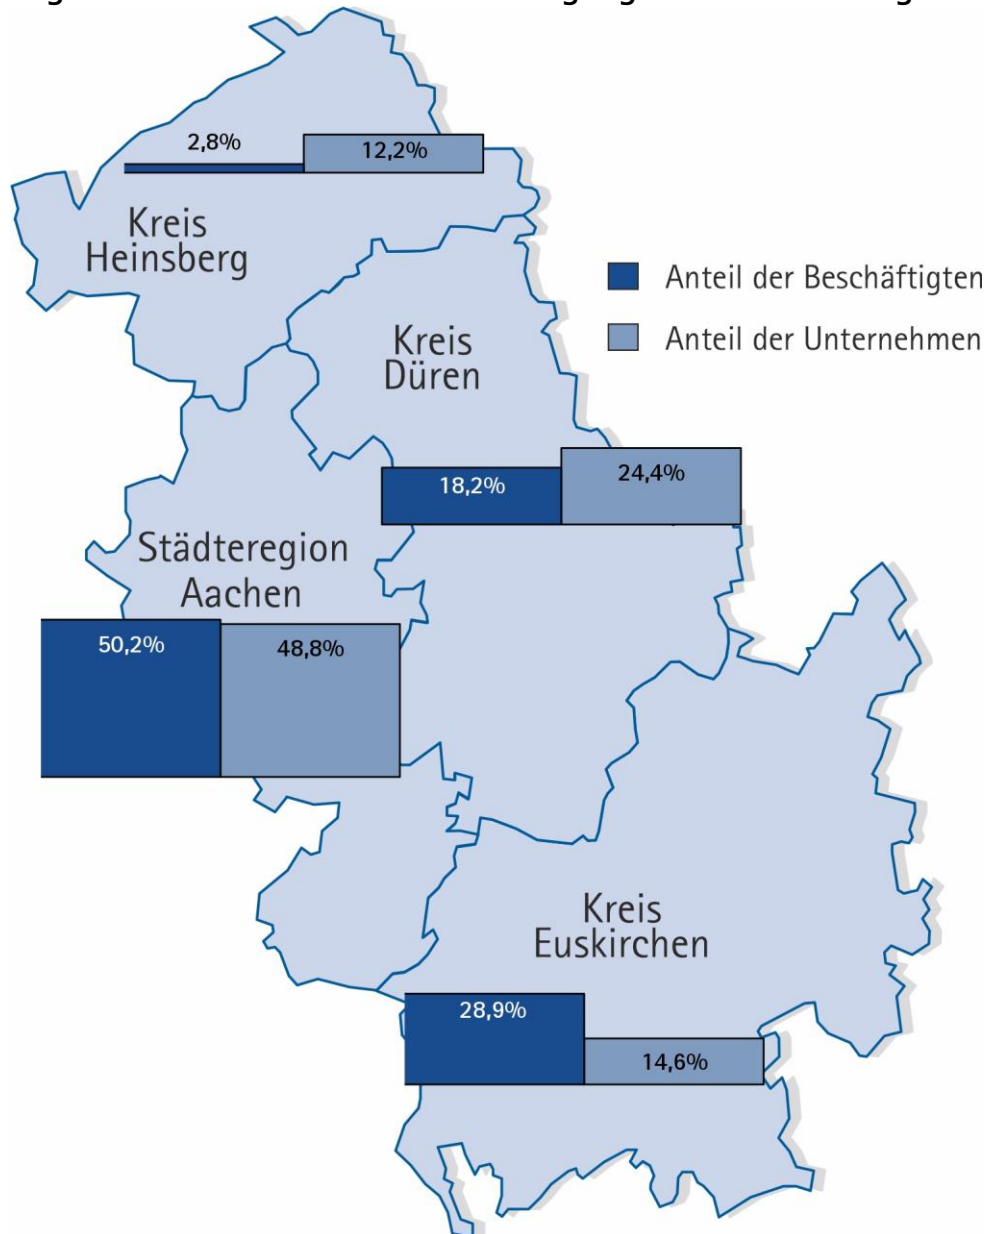 2,8%
12,2%
Kreis
Heinsberg
Anteil der Beschäftigten
Anteil der Unternehmen
Kreis
Düren
18,2%
24,4%
Städteregion
Aachen
50,2%
48,8%
Kreis
Euskirchen
28,9%
14,6%